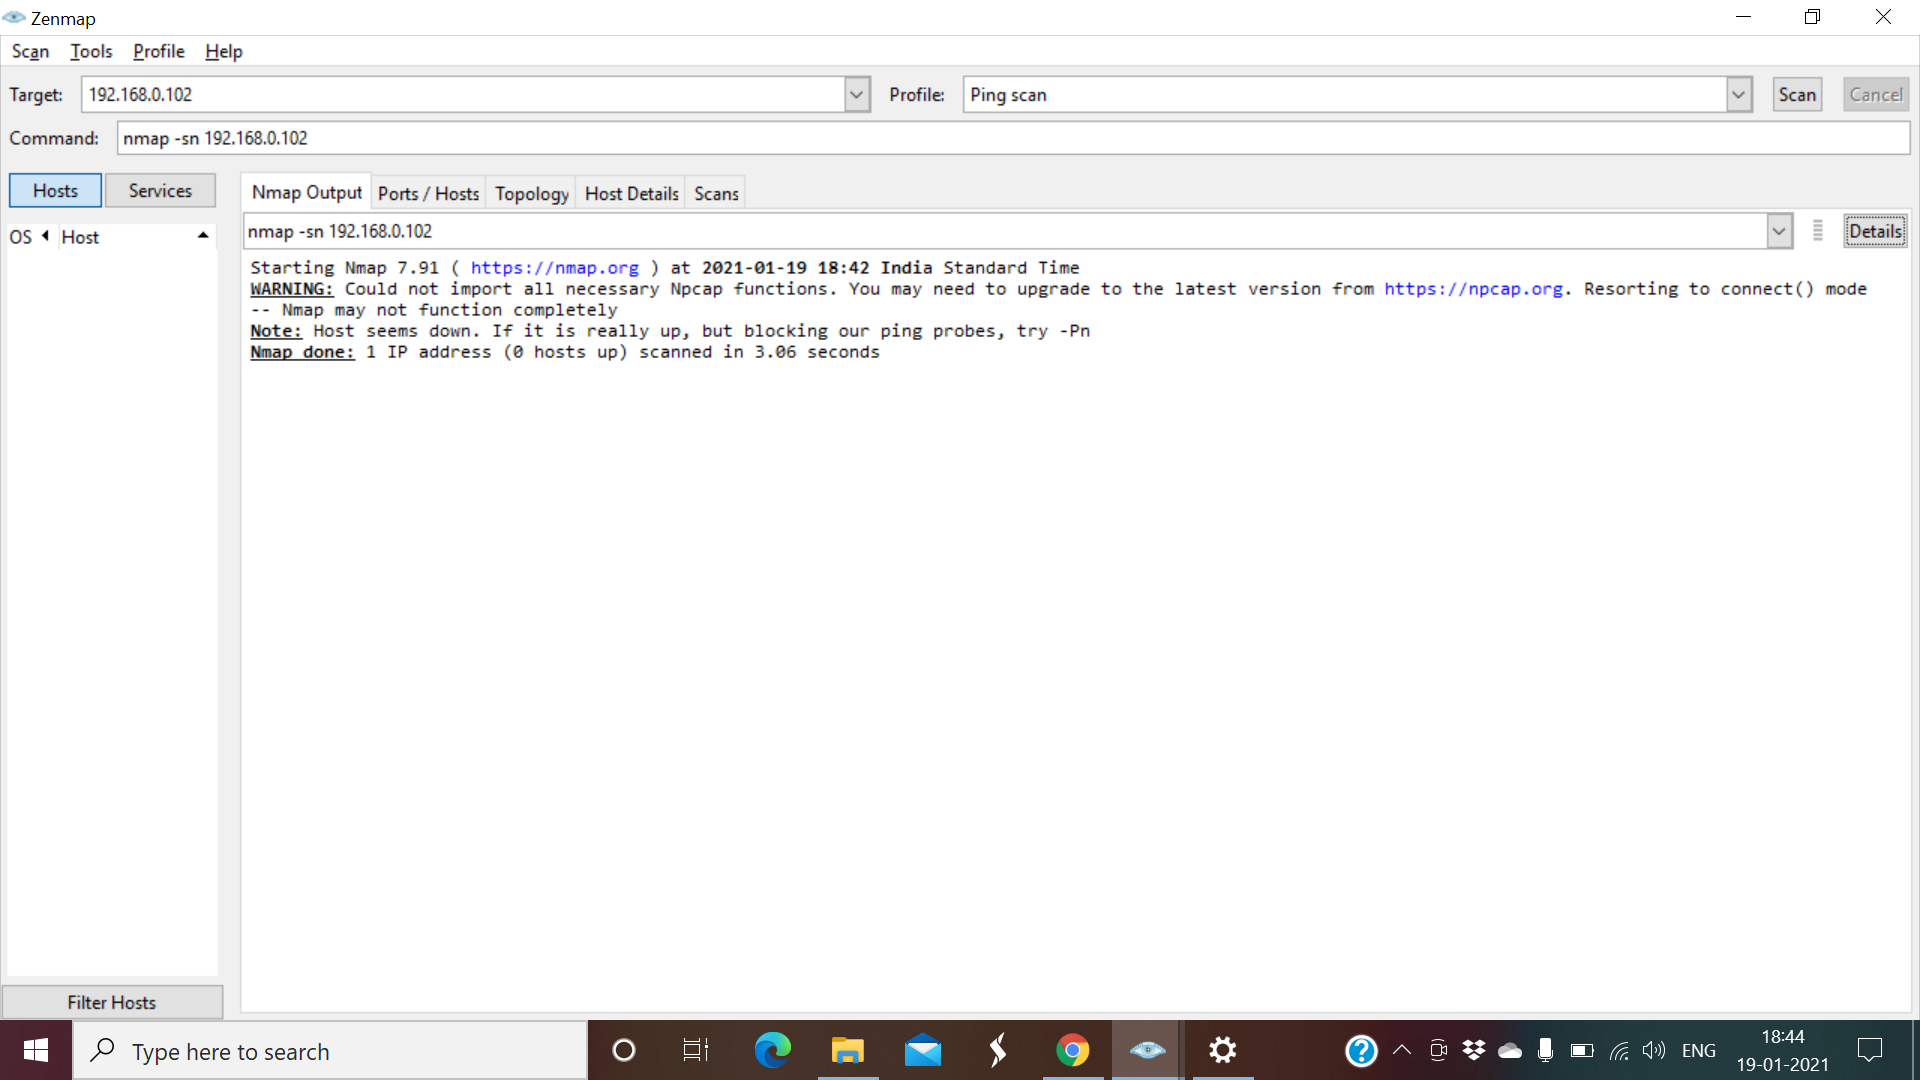 Zenmap
Scan Tools Profile Help
Target: 192.168.0.102 Profile: Ping scan Scan Cancel
Command: nmap -sn 192.168.0.102
Hosts Services Nmap Output Ports / Hosts Topology Host Details Scans
OS Host nmap -sn 192.168.0.102 Details
Starting Nmap 7.91 ( https://nmap.org ) at 2021-01-19 18:42 India Standard Time
WARNING: Could not import all necessary Npcap functions. You may need to upgrade to the latest version from https://npcap.org. Resorting to connect() mode
-- Nmap may not function completely
Note: Host seems down. If it is really up, but blocking our ping probes, try -Pn
Nmap done: 1 IP address (0 hosts up) scanned in 3.06 seconds
Filter Hosts
Type here to search
ENG
18:44
19-01-2021